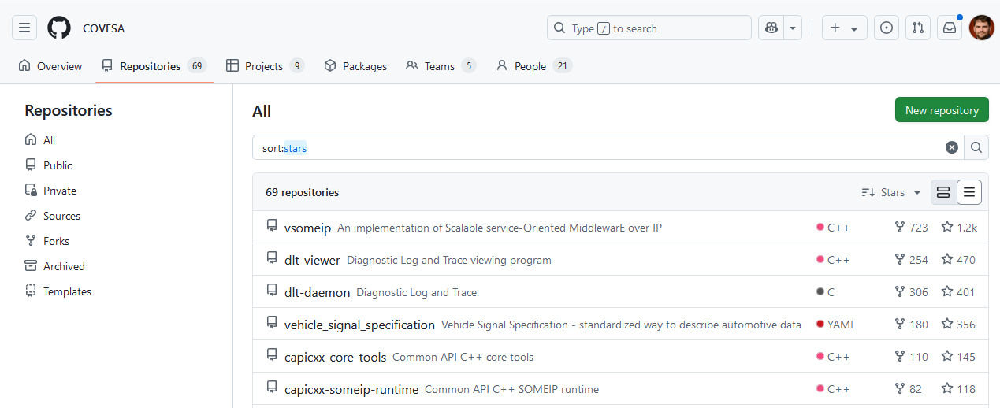 COVESA
Type / to search
Overview
Repositories 69
Projects 9
Packages
Teams 5
People 21
Repositories
All
Public
Private
Sources
Forks
Archived
Templates
All
New repository
sort:stars
69 repositories
Stars
vsomeip An implementation of Scalable service-Oriented MiddlewarE over IP C++ 723 1.2k
dlt-viewer Diagnostic Log and Trace viewing program C++ 254 470
dlt-daemon Diagnostic Log and Trace. C 306 401
vehicle_signal_specification Vehicle Signal Specification - standardized way to describe automotive data YAML 180 356
capicxx-core-tools Common API C++ core tools C++ 110 145
capicxx-someip-runtime Common API C++ SOMEIP runtime C++ 82 118